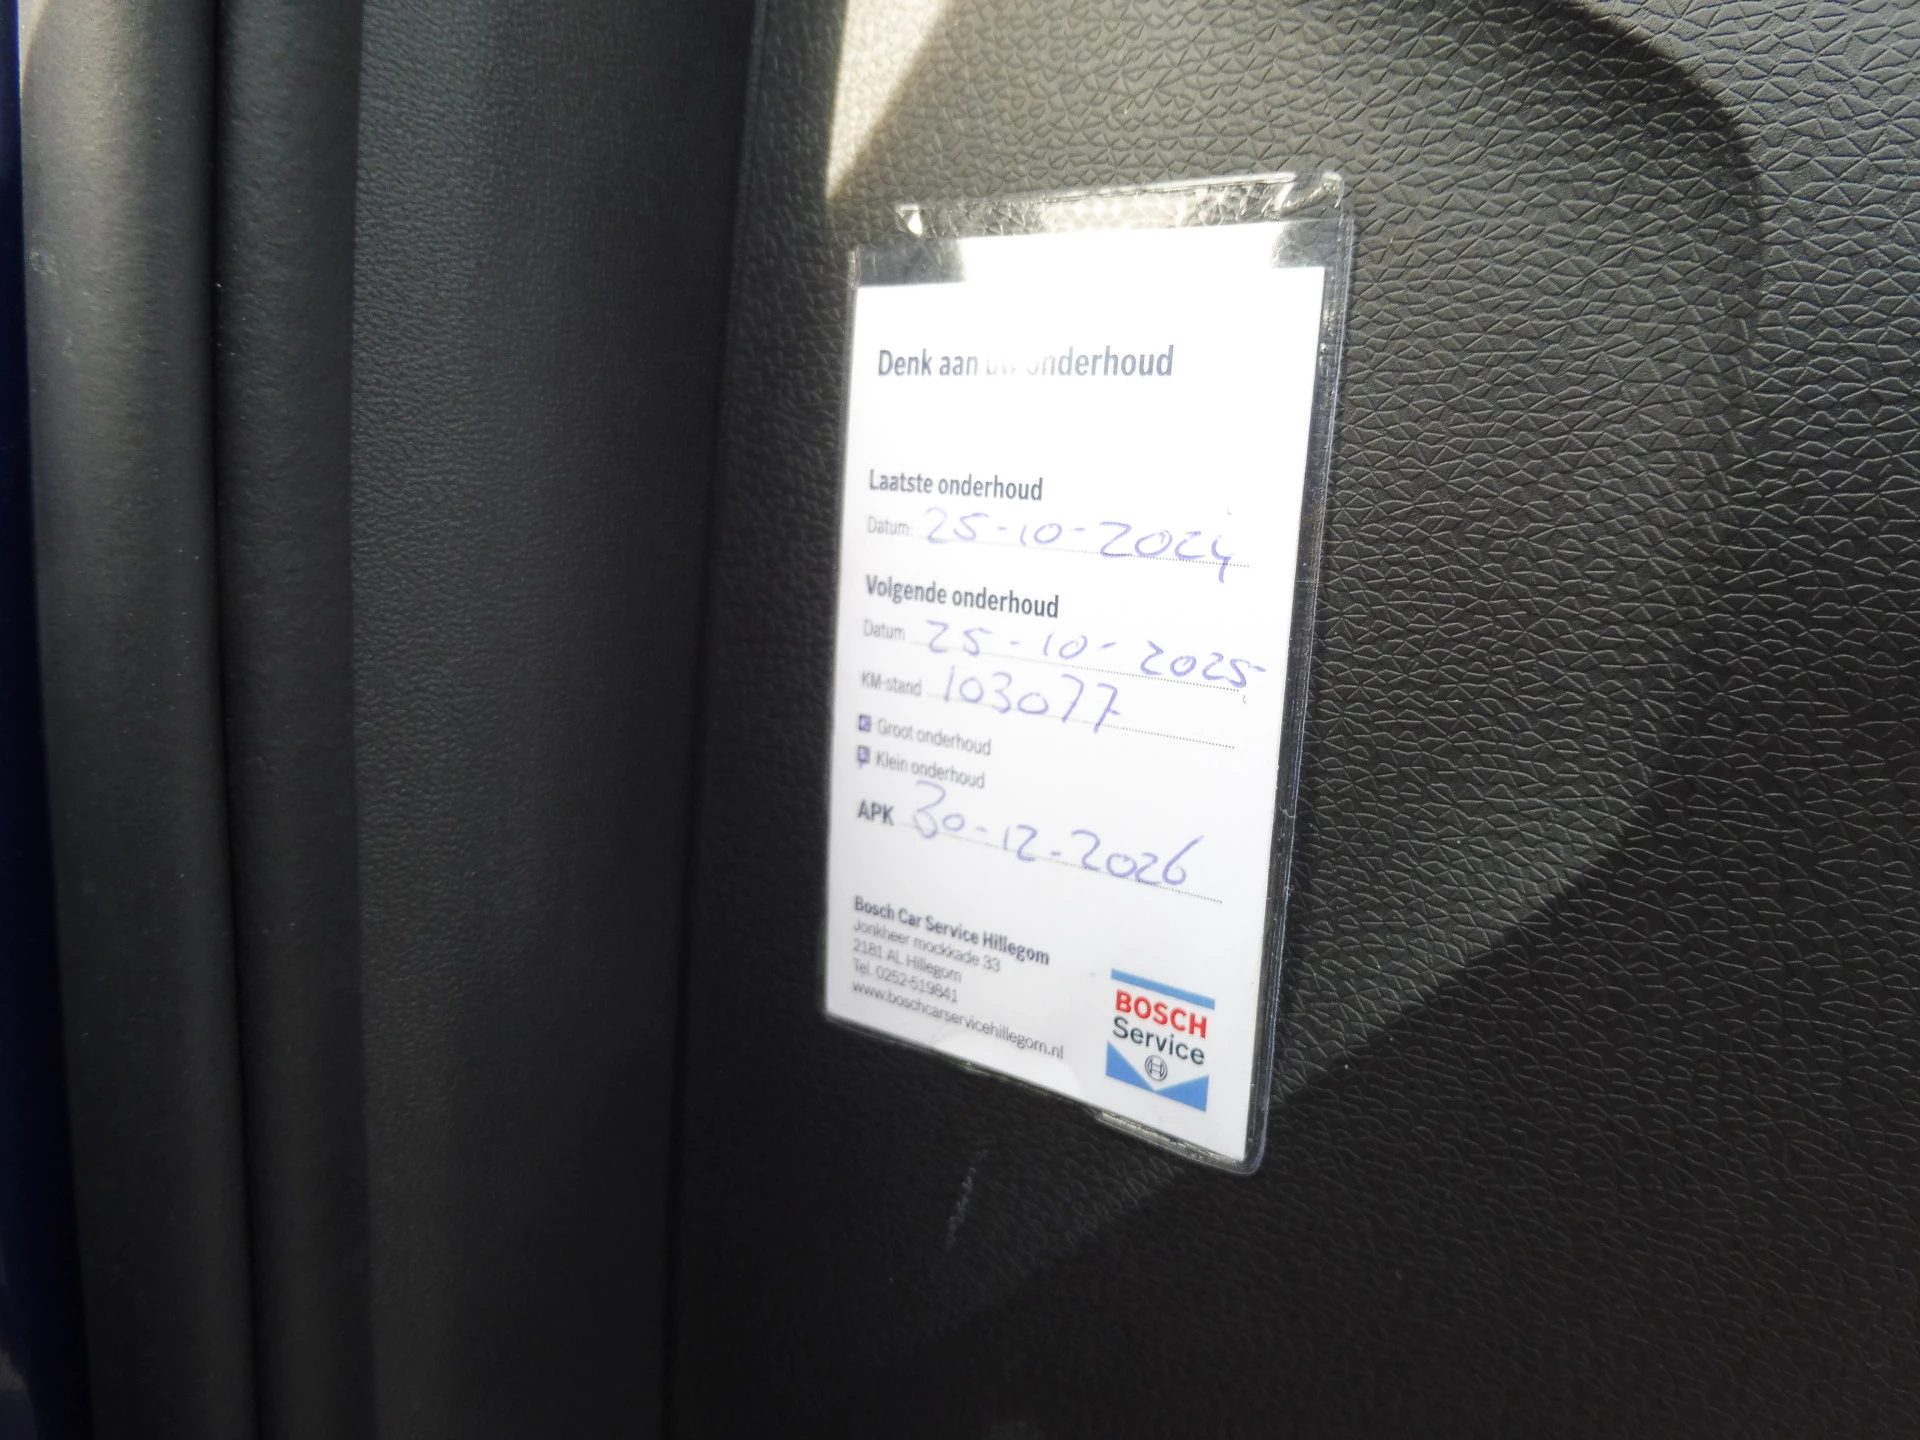 Denk aan uw onderhoud
Laatste onderhoud
Datum: 25-10-2024
Volgende onderhoud
Datum 25-10-2025
KM-stand 103077
Groot onderhoud
Klein onderhoud
APK 30-12-2026
Bosch Car Service Hillegom
Jonkheer mockkade 33
2181 AL Hillegom
Tel. 0252-519841
www.boschcarservicehillegom.nl
BOSCH
Service